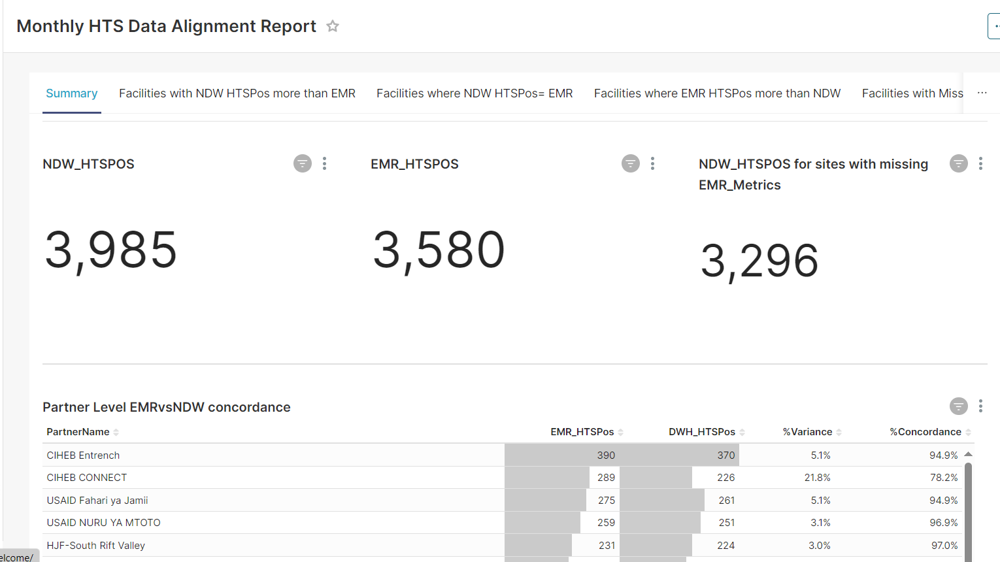 Monthly HTS Data Alignment Report
Summary Facilities with NDW HTSPos more than EMR Facilities where NDW HTSPos= EMR Facilities where EMR HTSPos more than NDW Facilities with Miss ...
NDW_HTSPOS EMR_HTSPOS NDW_HTSPOS for sites with missing
EMR_Metrics
3,985 3,580 3,296
Partner Level EMRvsNDW concordance
PartnerName EMR_HTSPos DWH_HTSPos %Variance %Concordance
CIHEB Entrench 390 370 5.1% 94.9%
CIHEB CONNECT 289 226 21.8% 78.2%
USAID Fahari ya Jamii 275 261 5.1% 94.9%
USAID NURU YA MTOTO 259 251 3.1% 96.9%
HJF-South Rift Valley 231 224 3.0% 97.0%
elcome/